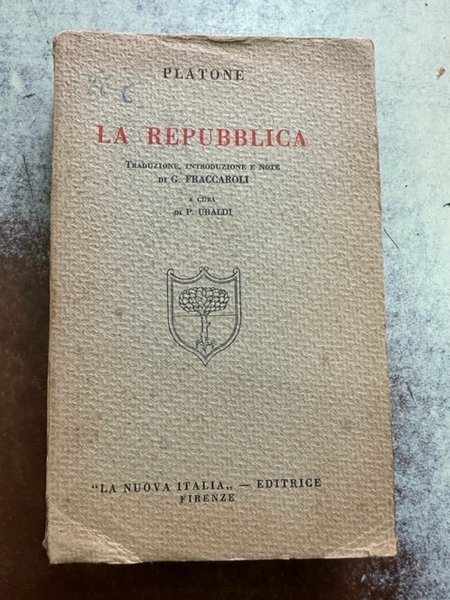 PLATONE
LA REPUBBLICA
TRADUZIONE, INTRODUZIONE E NOTE
DI G. FRACCAROLI
A CURA
DI P. UBALDI
"LA NUOVA ITALIA„ — EDITRICE
FIRENZE